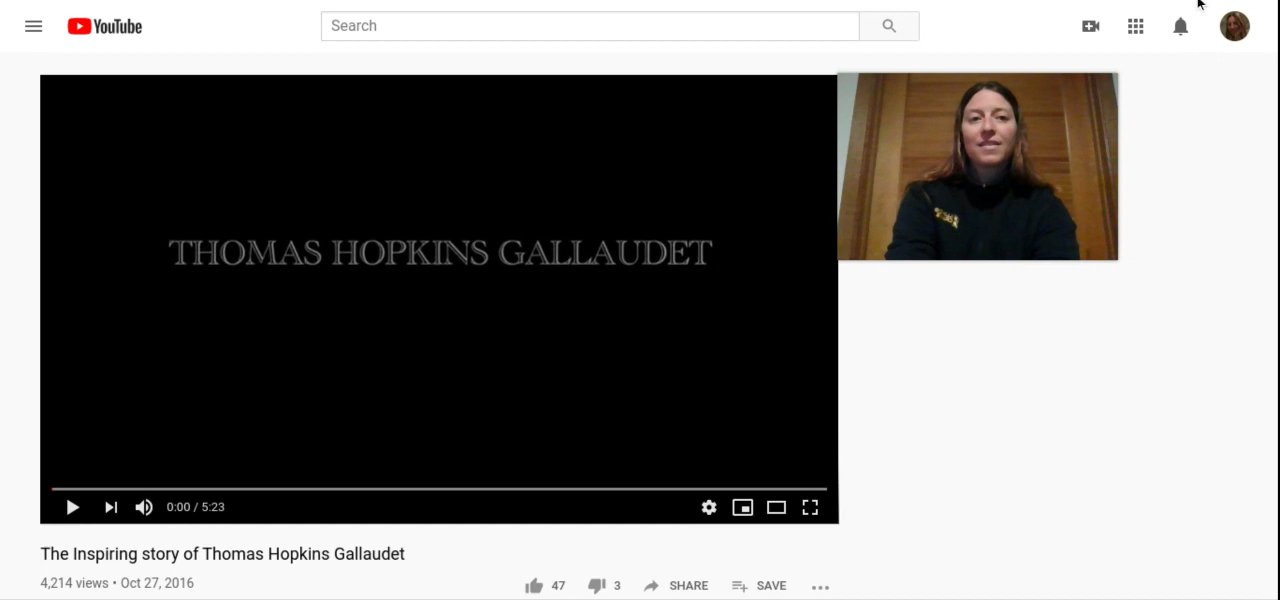 YouTube
Search
THOMAS HOPKINS GALLAUDET
0:00 / 5:23
The Inspiring story of Thomas Hopkins Gallaudet
4,214 views • Oct 27, 2016
47
3
SHARE
SAVE